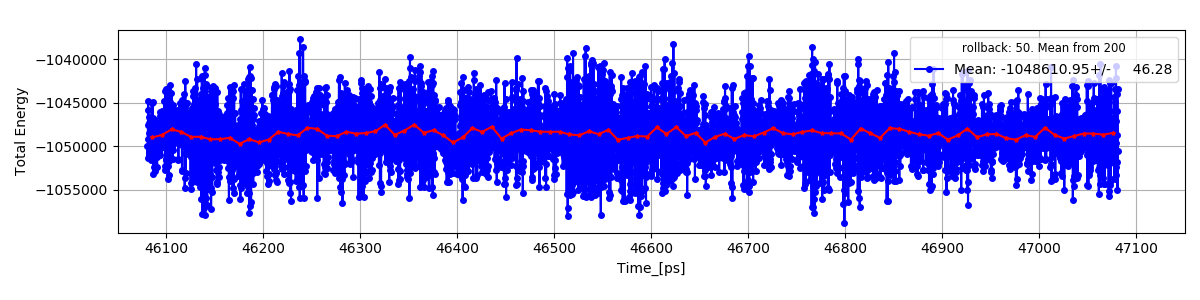 rollback: 50. Mean from 200
Mean: -1048610.95+/- 46.28
Total Energy
−1040000
−1045000
−1050000
−1055000
46100 46200 46300 46400 46500 46600 46700 46800 46900 47000 47100
Time_[ps]